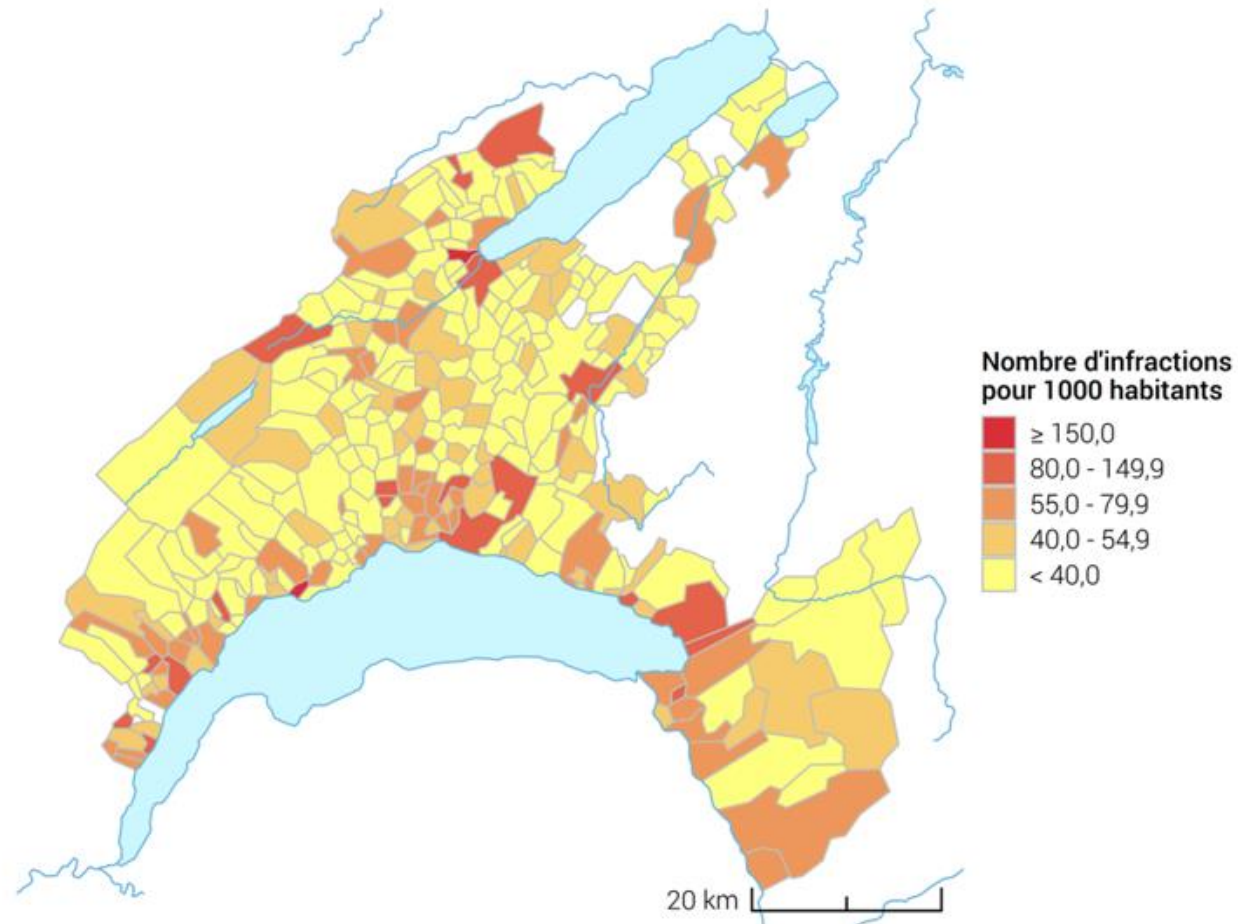 Nombre d'infractions
pour 1000 habitants
≥ 150,0
80,0 - 149,9
55,0 - 79,9
40,0 - 54,9
< 40,0
20 km